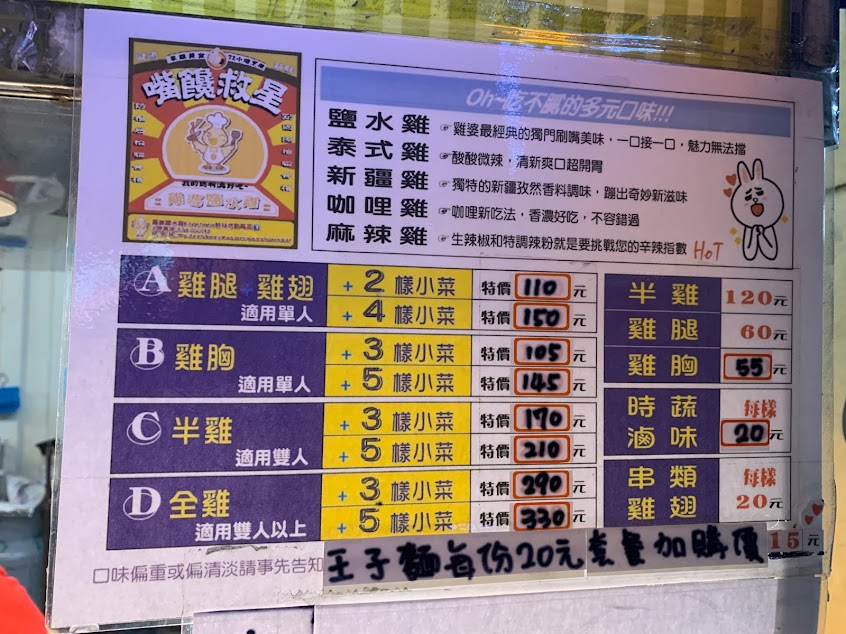 嘴饞救星
Oh~吃不膩的多元口味!!!
鹽水雞 ☞雞婆最經典的獨門刷嘴美味，一口接一口，魅力無法擋
泰式雞 ☞酸酸微辣，清新爽口超開胃
新疆雞 ☞獨特的新疆孜然香料調味，蹦出奇妙新滋味
咖哩雞 ☞咖哩新吃法，香濃好吃，不容錯過
麻辣雞 ☞生辣椒和特調辣粉就是要挑戰您的辛辣指數 HOT
A 雞腿+雞翅 +2 樣小菜 特價 110 元
適用單人 +4 樣小菜 特價 150 元
B 雞胸 +3 樣小菜 特價 105 元
適用單人 +5 樣小菜 特價 145 元
C 半雞 +3 樣小菜 特價 170 元
適用雙人 +5 樣小菜 特價 210 元
D 全雞 +3 樣小菜 特價 290 元
適用雙人以上 +5 樣小菜 特價 330 元
半雞 120元
雞腿 60元
雞胸 55元
時蔬 每樣
滷味 20元
串類 每樣
雞翅 20元
口味偏重或偏清淡請事先告知
王子麵每份20元套餐加購價 15元